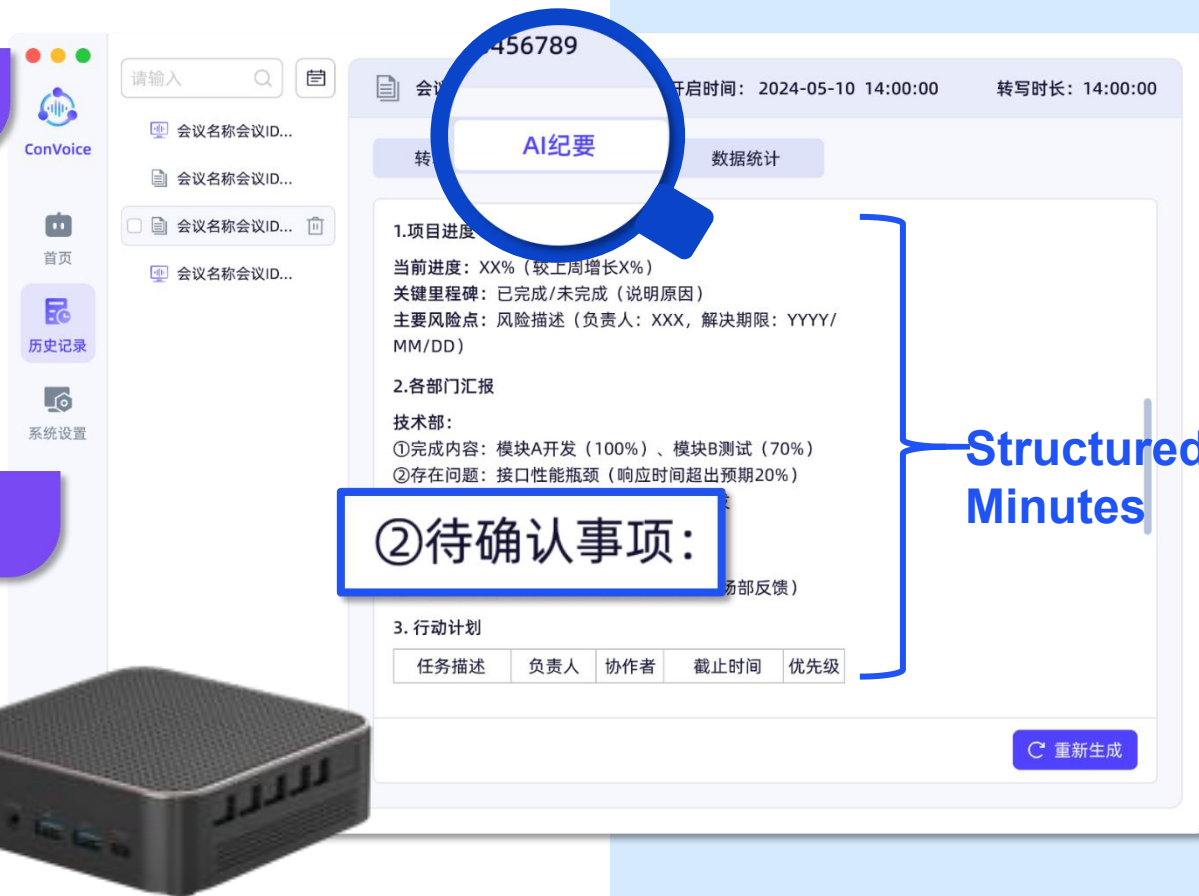 请输入
ConVoice
首页
历史记录
系统设置
会议名称会议ID...
会议名称会议ID...
会议名称会议ID...
会议名称会议ID...
456789
开启时间：2024-05-10 14:00:00
转写时长：14:00:00
转
AI纪要
数据统计
1.项目进度
当前进度：XX%（较上周增长X%）
关键里程碑：已完成/未完成（说明原因）
主要风险点：风险描述（负责人：XXX，解决期限：YYYY/
MM/DD）
2.各部门汇报
技术部：
①完成内容：模块A开发（100%）、模块B测试（70%）
②存在问题：接口性能瓶颈（响应时间超出预期20%）
②待确认事项：
场部反馈）
3. 行动计划
任务描述 负责人 协作者 截止时间 优先级
重新生成
Structured
Minutes